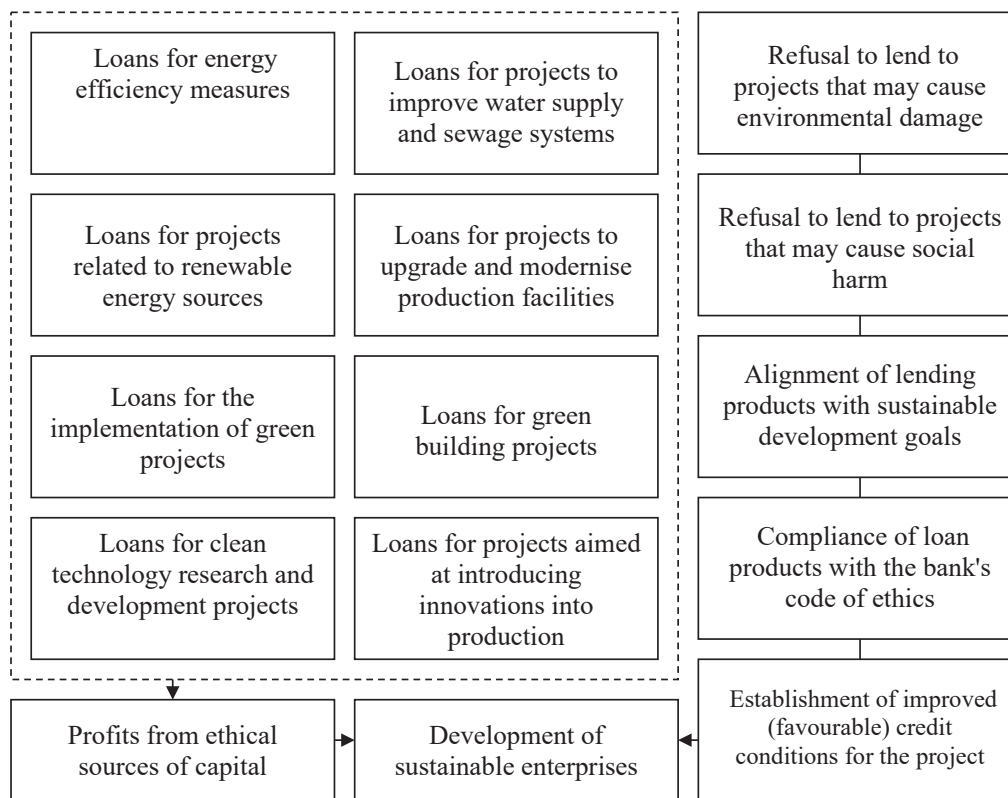 Loans for energy
efficiency measures
Loans for projects to
improve water supply
and sewage systems
Refusal to lend to
projects that may cause
environmental damage
Loans for projects
related to renewable
energy sources
Loans for projects to
upgrade and modernise
production facilities
Refusal to lend to projects
that may cause social
harm
Loans for the
implementation of green
projects
Loans for green
building projects
Alignment of lending
products with sustainable
development goals
Loans for clean
technology research and
development projects
Loans for projects aimed
at introducing
innovations into
production
Compliance of loan
products with the bank's
code of ethics
Profits from ethical
sources of capital
Development of
sustainable enterprises
Establishment of improved
(favourable) credit
conditions for the project